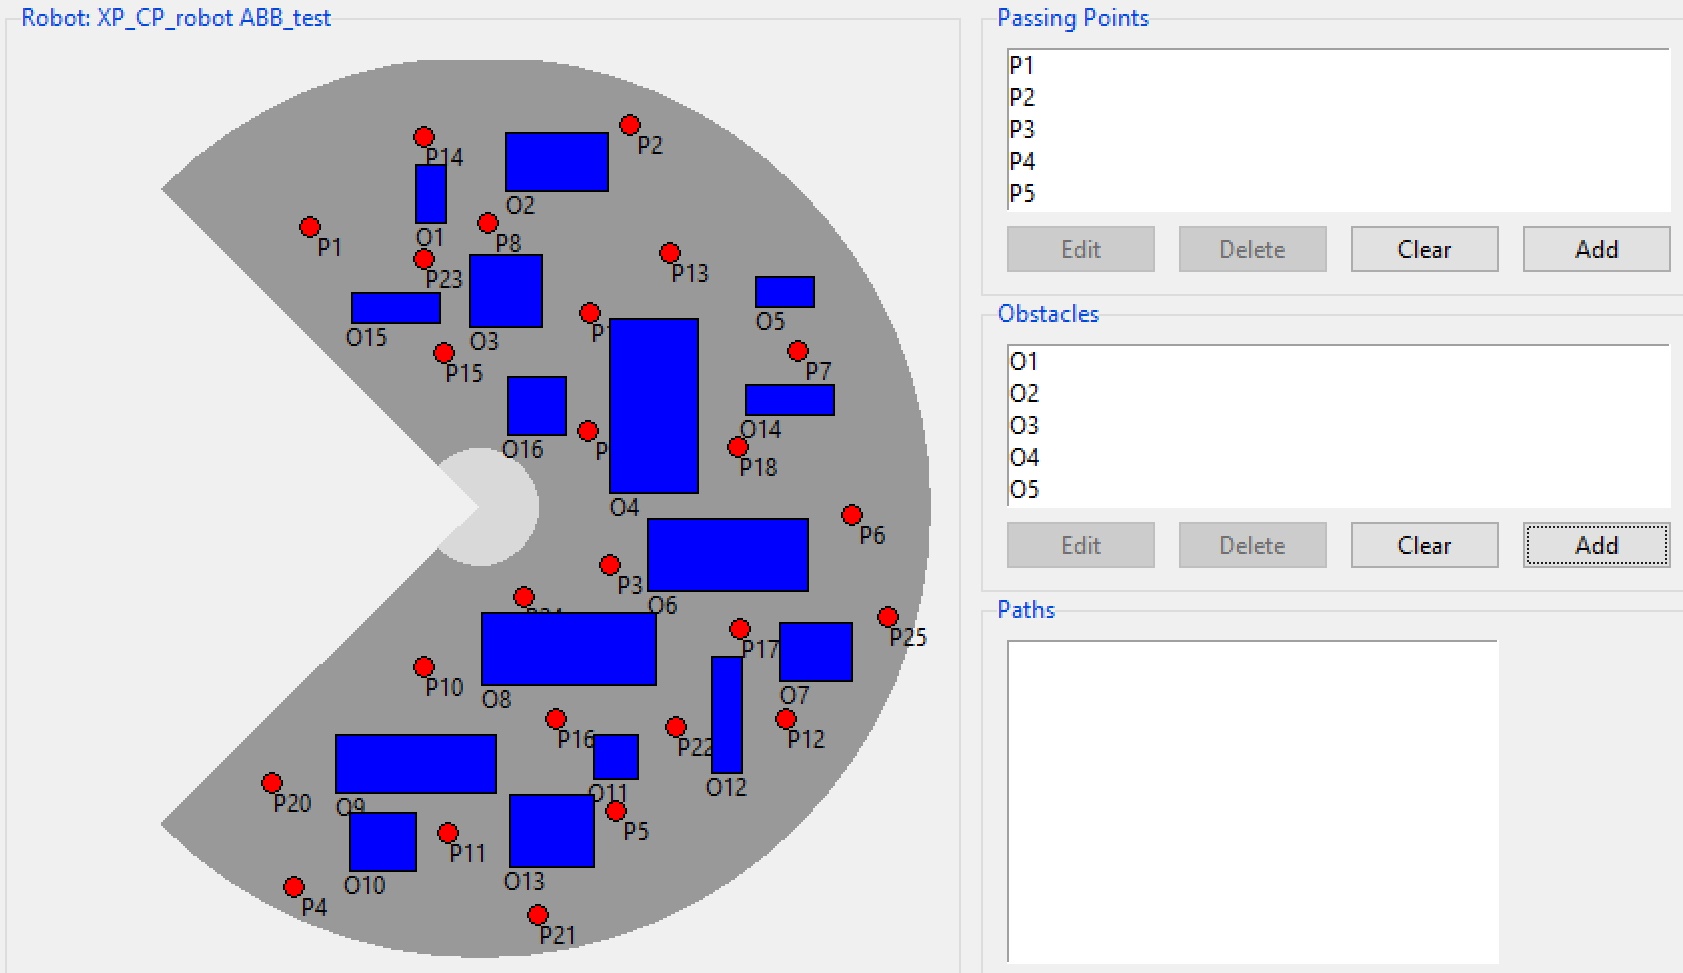 Robot: XP_CP_robot ABB_test
P14
P2
O2
P1
O1
P8
P23
P13
O15
O3
O5
P15
P7
O16
O14
P18
O4
P6
P3
O6
P25
P17
P10
O8
O7
P16
P22
P12
O12
O11
P20
O9
P5
P11
O10
O13
P4
P21
Passing Points
P1
P2
P3
P4
P5
Edit Delete Clear Add
Obstacles
O1
O2
O3
O4
O5
Edit Delete Clear Add
Paths